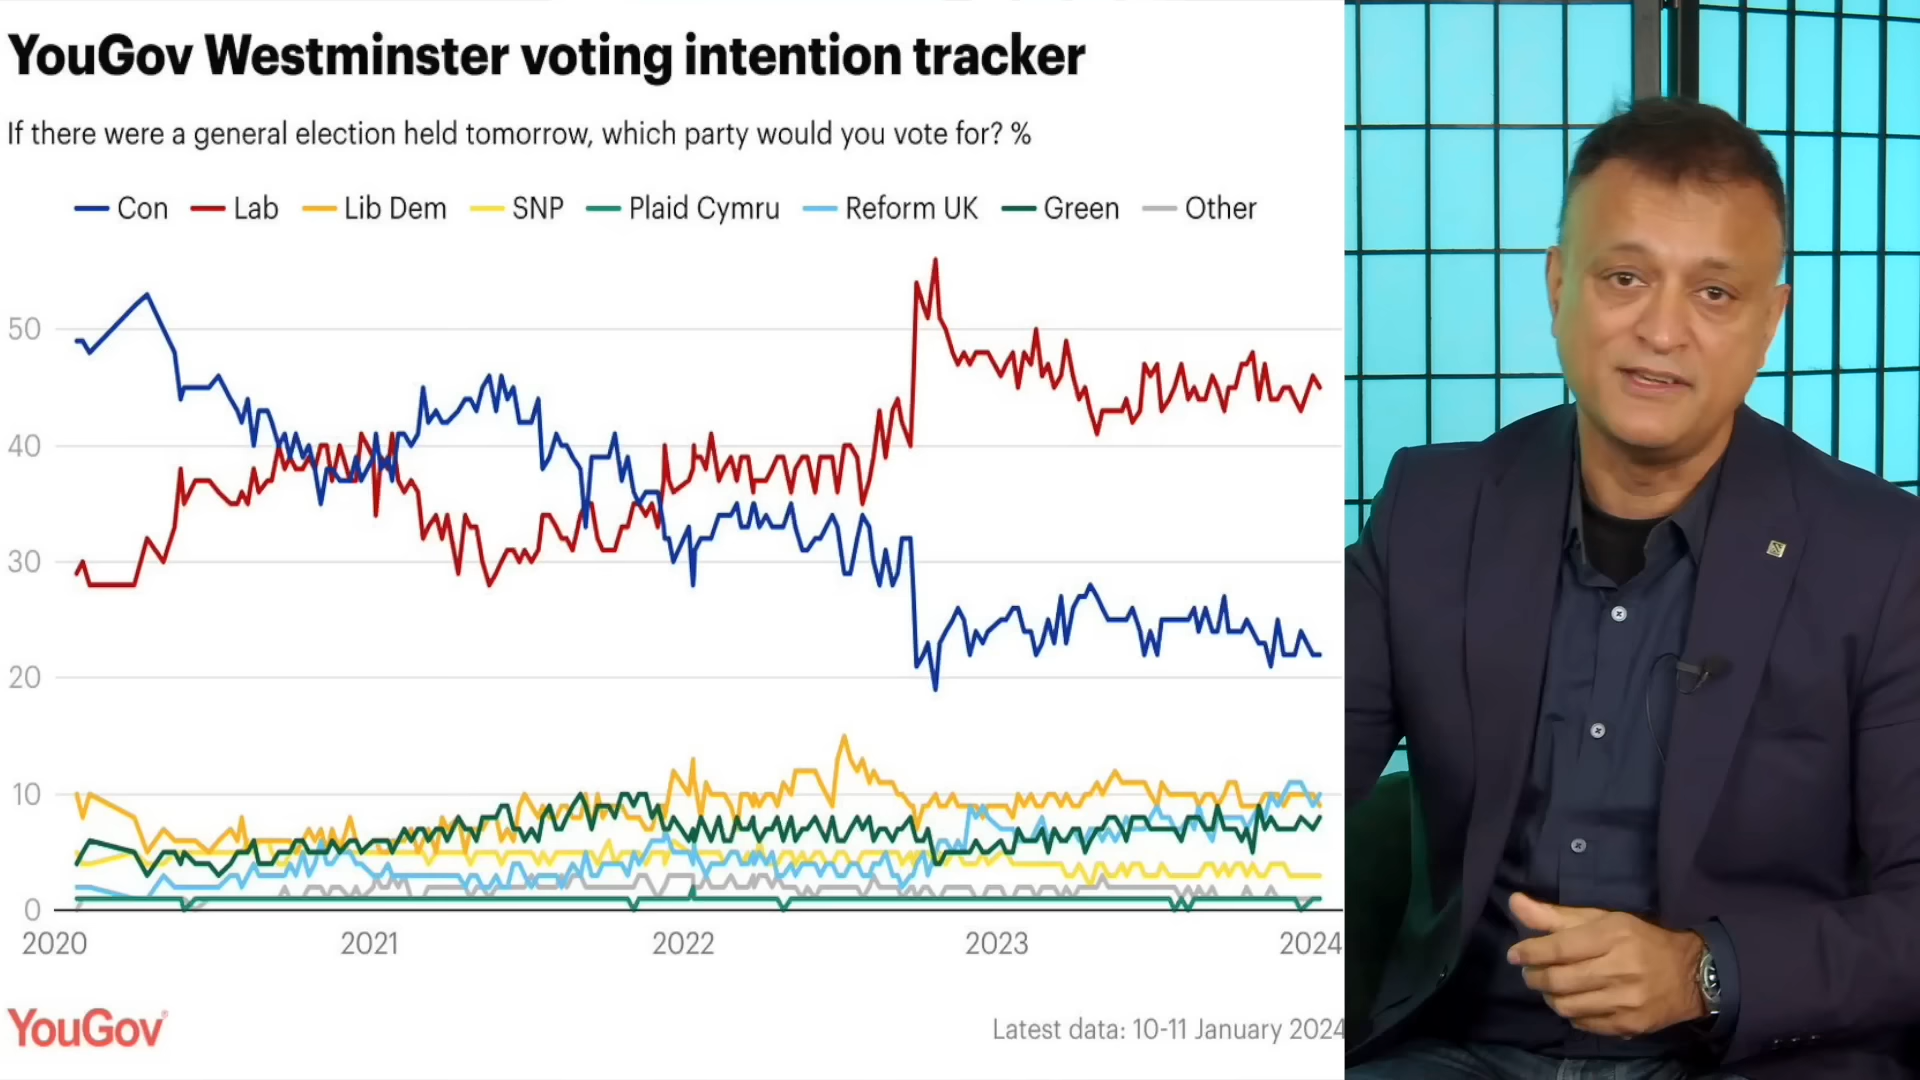 YouGov Westminster voting intention tracker
If there were a general election held tomorrow, which party would you vote for? %
Con Lab Lib Dem SNP Plaid Cymru Reform UK Green Other
50
40
30
20
10
0
2020 2021 2022 2023 2024
YouGov
Latest data: 10-11 January 2024